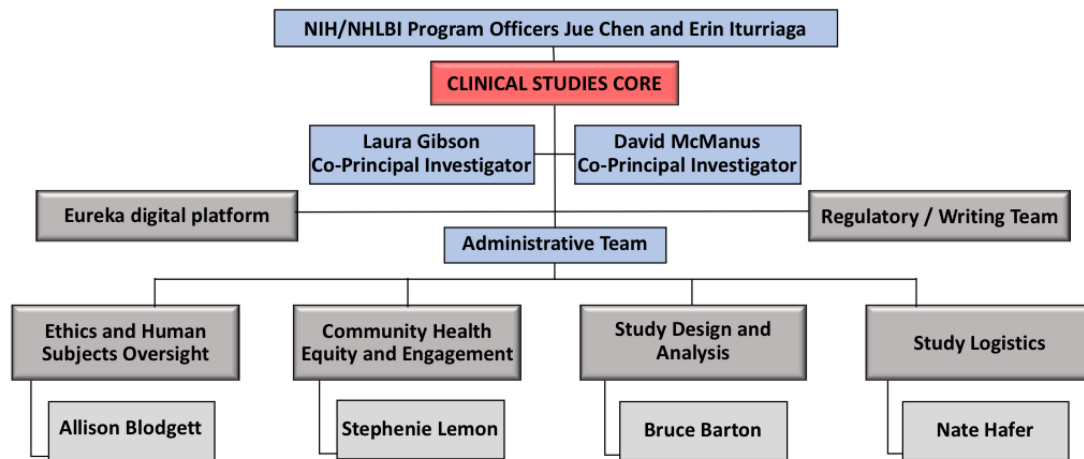 NIH/NHLBI Program Officers Jue Chen and Erin Iturriaga
CLINICAL STUDIES CORE
Laura Gibson
Co-Principal Investigator
David McManus
Co-Principal Investigator
Eureka digital platform
Regulatory / Writing Team
Administrative Team
Ethics and Human
Subjects Oversight
Community Health
Equity and Engagement
Study Design and
Analysis
Study Logistics
Allison Blodgett
Stephenie Lemon
Bruce Barton
Nate Hafer